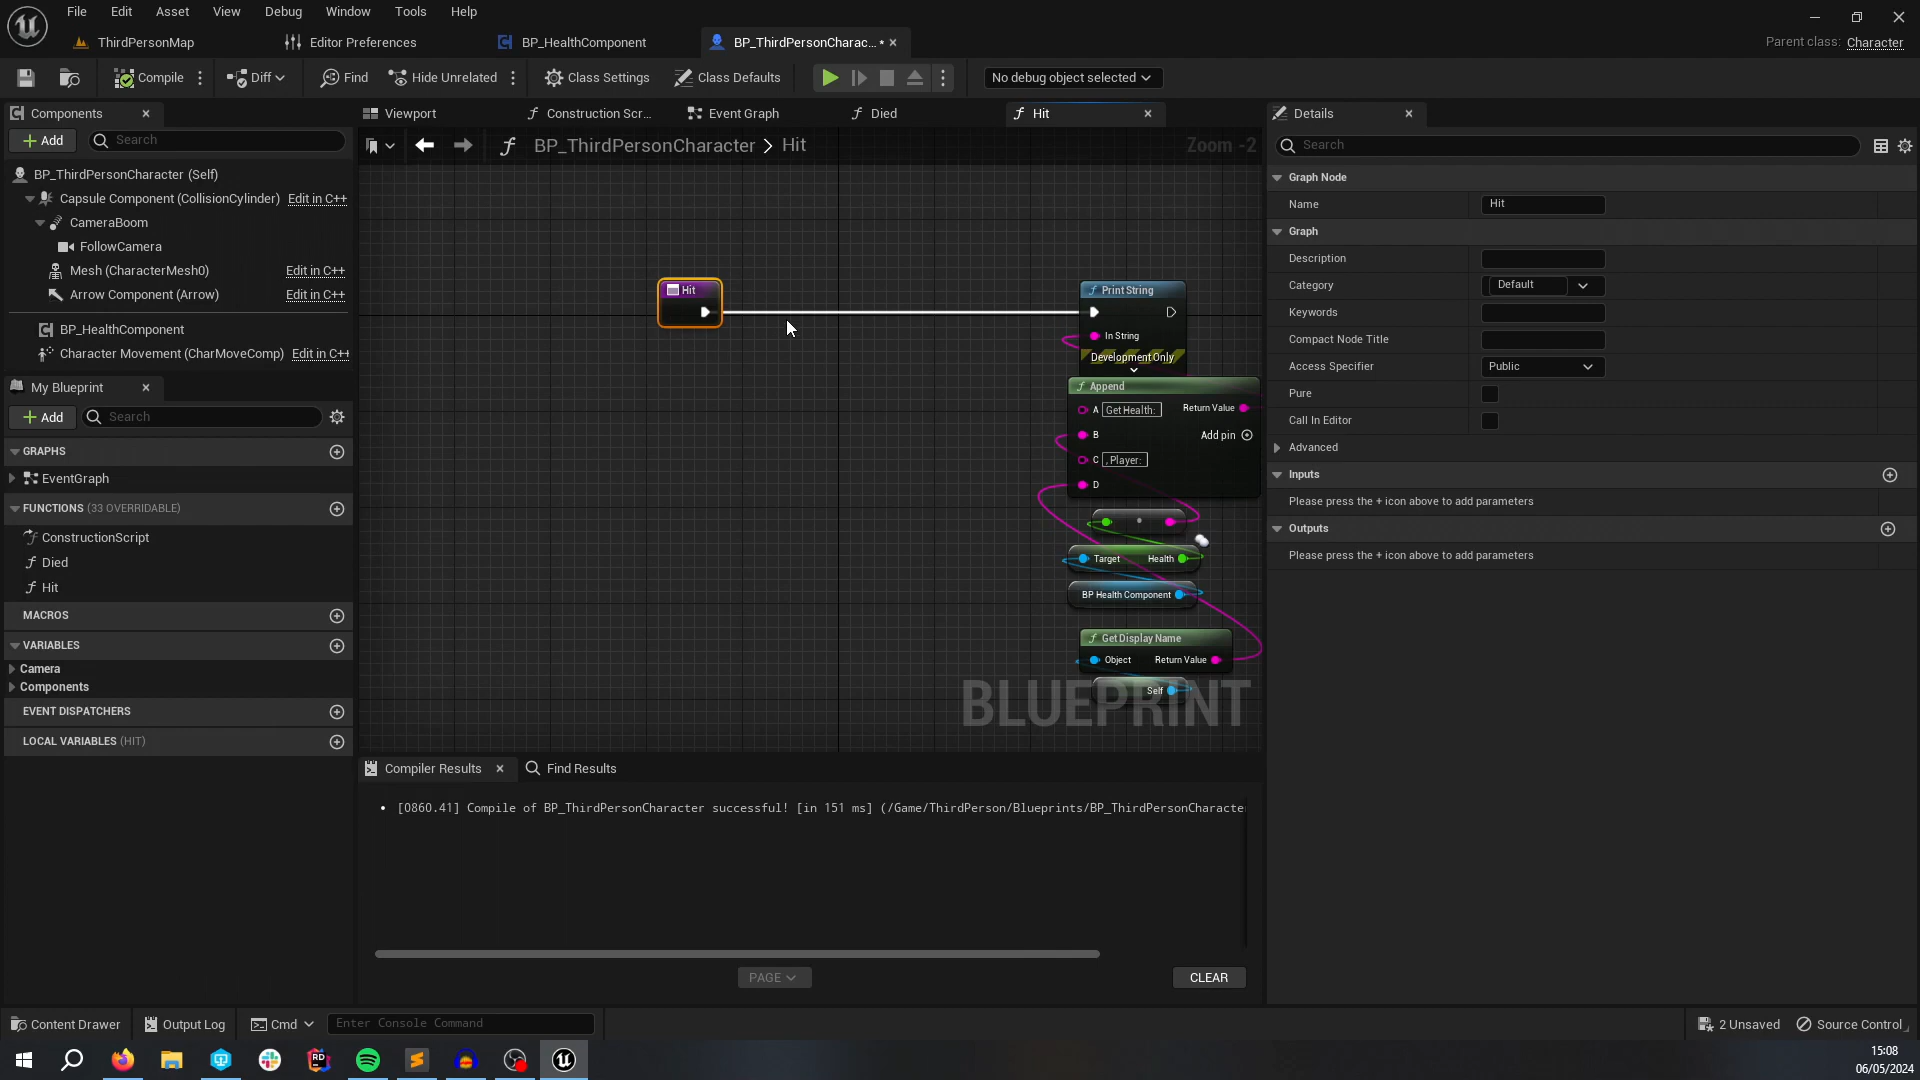 File Edit Asset View Debug Window Tools Help
ThirdPersonMap Editor Preferences BP_HealthComponent BP_ThirdPersonCharac... •
Parent class: Character
Compile Diff Find Hide Unrelated Class Settings Class Defaults No debug object selected
Components
Add Search
BP_ThirdPersonCharacter (Self)
Capsule Component (CollisionCylinder) Edit in C++
CameraBoom
FollowCamera
Mesh (CharacterMesh0) Edit in C++
Arrow Component (Arrow) Edit in C++
BP_HealthComponent
Character Movement (CharMoveComp) Edit in C++
My Blueprint
Add Search
GRAPHS
EventGraph
FUNCTIONS (33 OVERRIDABLE)
ConstructionScript
Died
Hit
MACROS
VARIABLES
Camera
Components
EVENT DISPATCHERS
LOCAL VARIABLES (HIT)
Viewport Construction Scr... Event Graph Died Hit
BP_ThirdPersonCharacter > Hit
Zoom -2
Hit
Print String
In String
Development Only
Append
A Get Health: Return Value
B Add pin
C , Player:
D
Target Health
BP Health Component
Get Display Name
Object Return Value
Self
BLUEPRINT
Compiler Results Find Results
• [0860.41] Compile of BP_ThirdPersonCharacter successful! [in 151 ms] (/Game/ThirdPerson/Blueprints/BP_ThirdPersonCharacte
PAGE CLEAR
Details
Search
Graph Node
Name Hit
Graph
Description
Category Default
Keywords
Compact Node Title
Access Specifier Public
Pure
Call In Editor
Advanced
Inputs
Please press the + icon above to add parameters
Outputs
Please press the + icon above to add parameters
Content Drawer Output Log Cmd Enter Console Command 2 Unsaved Source Control
RD
15:08
06/05/2024